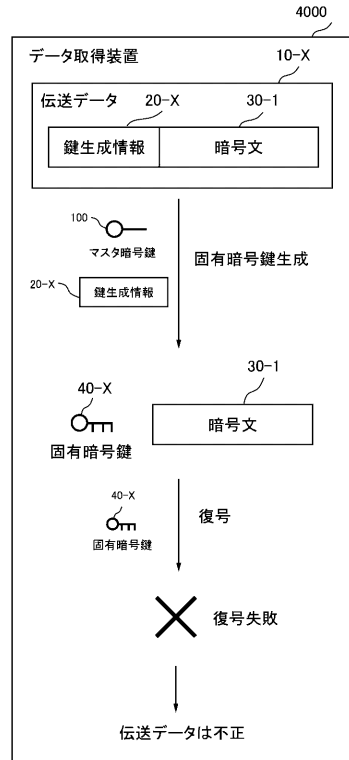 4000
データ取得装置
10-X
伝送データ
20-X
30-1
鍵生成情報
暗号文
100
マスタ暗号鍵
20-X
鍵生成情報
固有暗号鍵生成
30-1
40-X
暗号文
固有暗号鍵
40-X
固有暗号鍵
復号
復号失敗
伝送データは不正